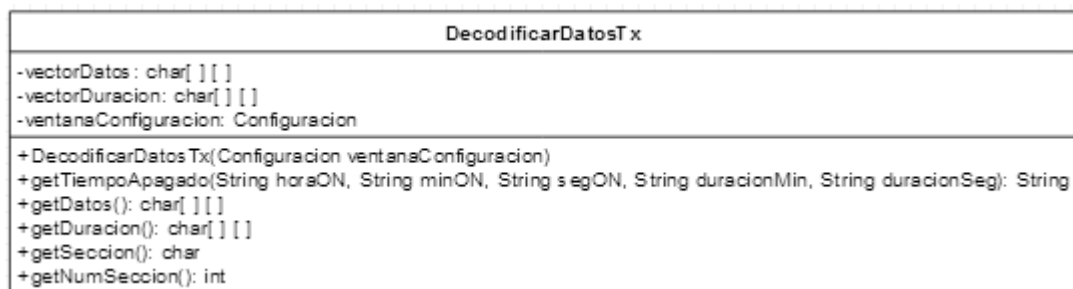 DecodificarDatosTx
-vectorDatos: char[ ] [ ]
-vectorDuracion: char[ ] [ ]
-ventanaConfiguracion: Configuracion
+DecodificarDatosTx(Configuracion ventanaConfiguracion)
+getTiempoApagado(String horaON, String minON, String segON, String duracionMin, String duracionSeg): String
+getDatos(): char[ ] [ ]
+getDuracion(): char[ ] [ ]
+getSeccion(): char
+getNumSeccion(): int